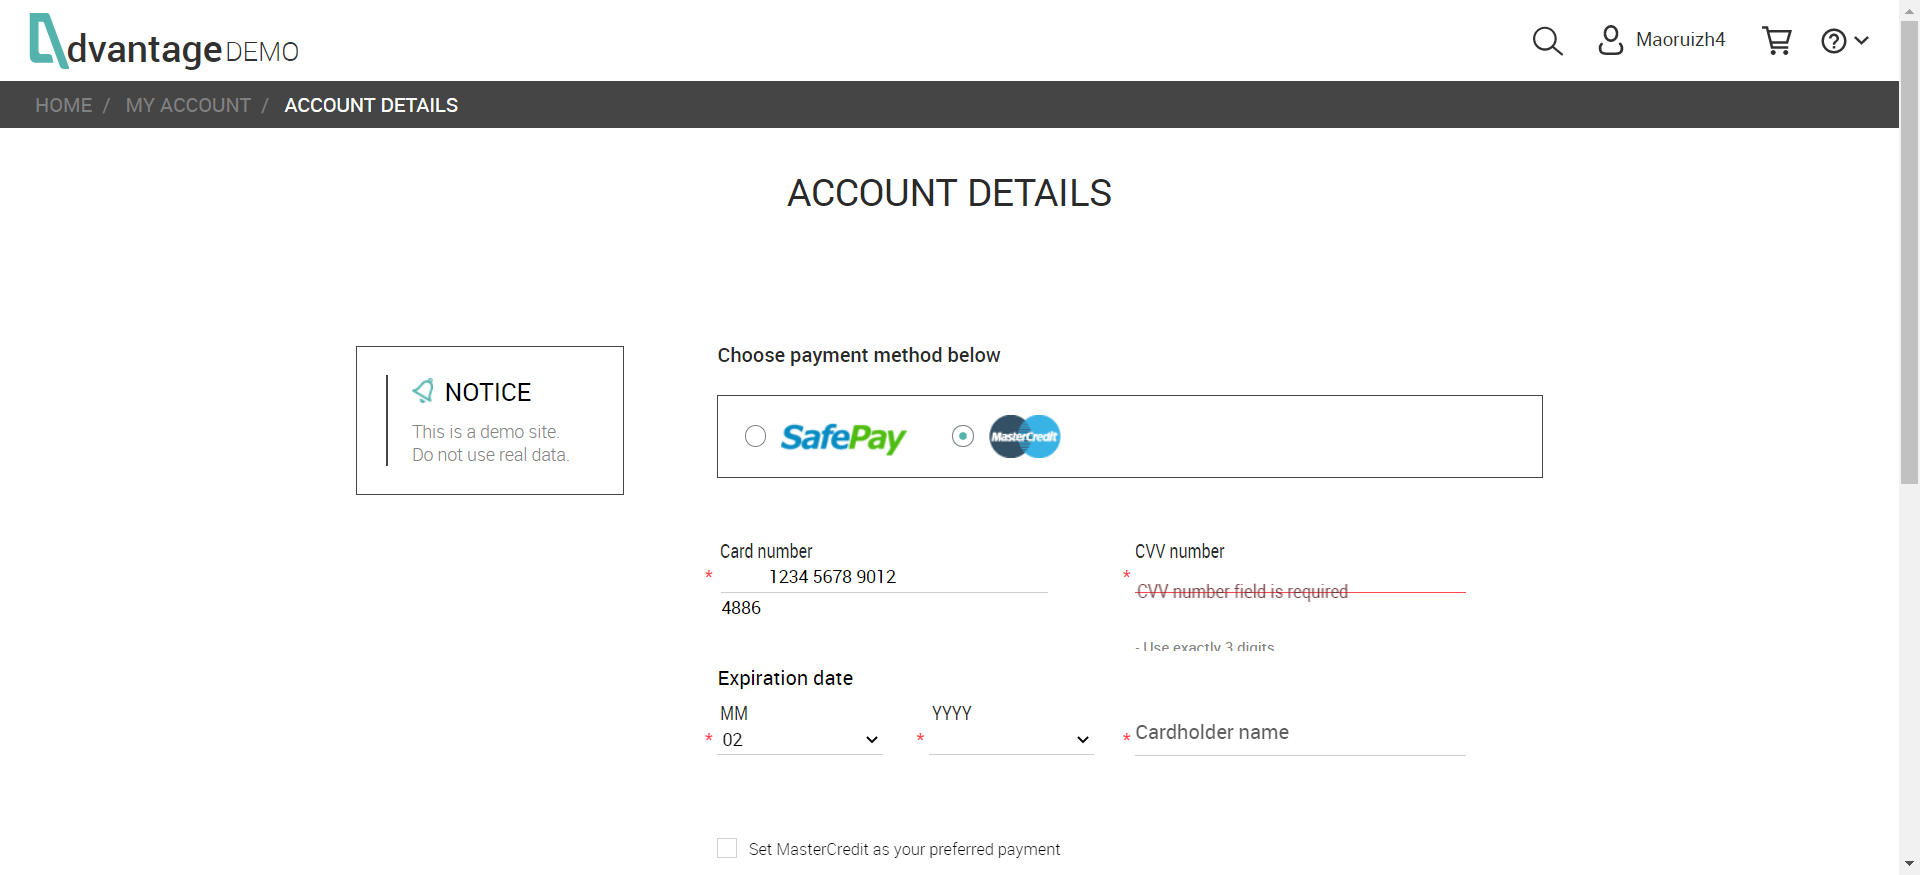 dvantage DEMO
Maoruizh4
HOME / MY ACCOUNT / ACCOUNT DETAILS
ACCOUNT DETAILS
NOTICE
This is a demo site.
Do not use real data.
Choose payment method below
SafePay
MasterCredit
Card number
* 1234 5678 9012
4886
CVV number
* CVV number field is required
- Use exactly 3 digits
Expiration date
MM
* 02
YYYY
*
* Cardholder name
Set MasterCredit as your preferred payment